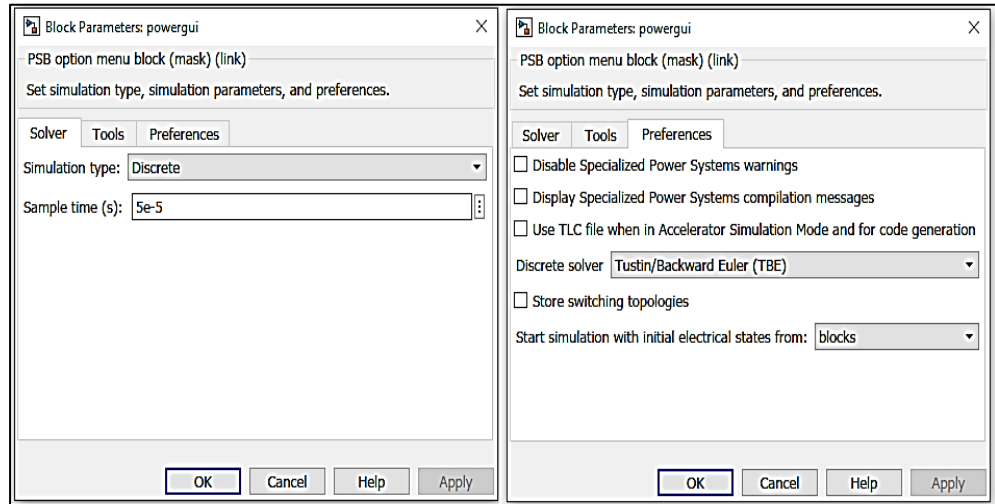 Block Parameters: powergui
PSB option menu block (mask) (link)
Set simulation type, simulation parameters, and preferences.
Solver Tools Preferences
Simulation type: Discrete
Sample time (s): 5e-5
OK Cancel Help Apply
Block Parameters: powergui
PSB option menu block (mask) (link)
Set simulation type, simulation parameters, and preferences.
Solver Tools Preferences
Disable Specialized Power Systems warnings
Display Specialized Power Systems compilation messages
Use TLC file when in Accelerator Simulation Mode and for code generation
Discrete solver Tustin/Backward Euler (TBE)
Store switching topologies
Start simulation with initial electrical states from: blocks
OK Cancel Help Apply